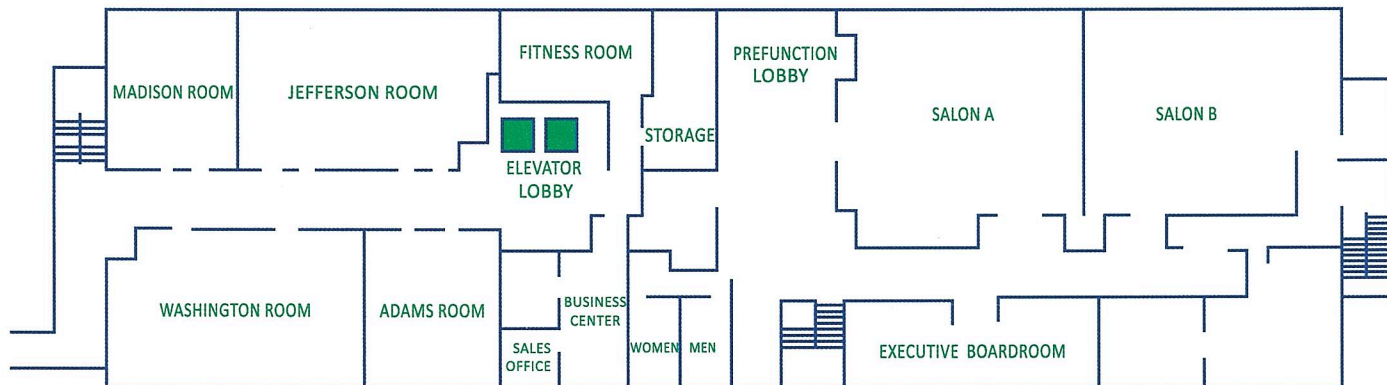 FITNESS ROOM
PREFUNCTION
LOBBY
MADISON ROOM
JEFFERSON ROOM
STORAGE
SALON A
SALON B
ELEVATOR
LOBBY
WASHINGTON ROOM
ADAMS ROOM
BUSINESS
CENTER
SALES
OFFICE
WOMEN
MEN
EXECUTIVE BOARDROOM